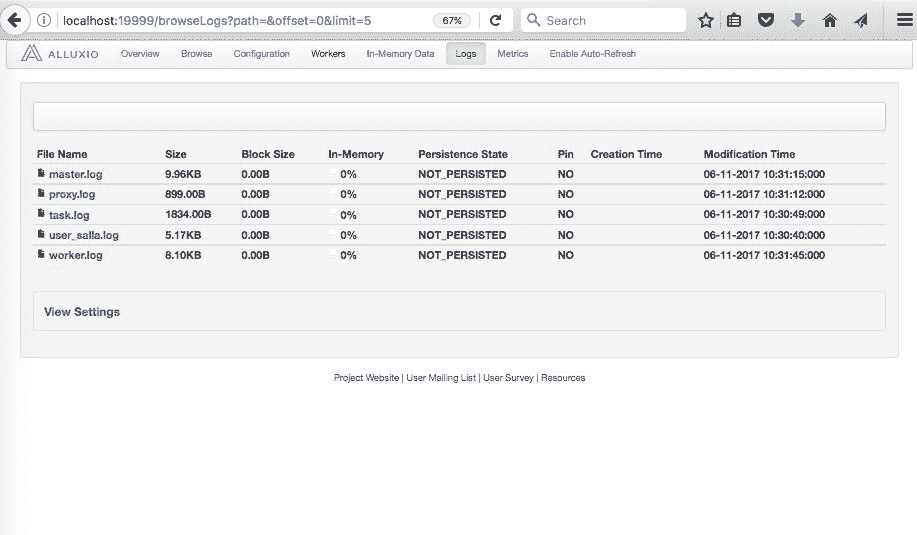 localhost:19999/browseLogs?path=&offset=0&limit=5 67% Search
ALLUXIO Overview Browse Configuration Workers In-Memory Data Logs Metrics Enable Auto-Refresh
File Name Size Block Size In-Memory Persistence State Pin Creation Time Modification Time
master.log 9.96KB 0.00B 0% NOT_PERSISTED NO 06-11-2017 10:31:15:000
proxy.log 899.00B 0.00B 0% NOT_PERSISTED NO 06-11-2017 10:31:12:000
task.log 1834.00B 0.00B 0% NOT_PERSISTED NO 06-11-2017 10:30:49:000
user_salla.log 5.17KB 0.00B 0% NOT_PERSISTED NO 06-11-2017 10:30:40:000
worker.log 8.10KB 0.00B 0% NOT_PERSISTED NO 06-11-2017 10:31:45:000
View Settings
Project Website | User Mailing List | User Survey | Resources